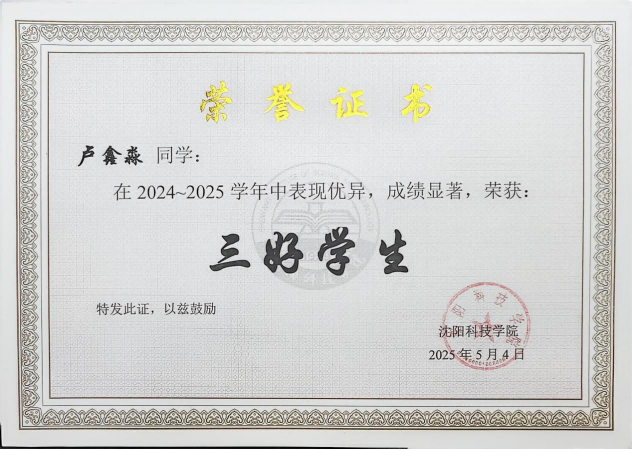 荣誉证书
卢鑫淼 同学：
在 2024~2025 学年中表现优异，成绩显著，荣获：
三好学生
特发此证，以兹鼓励
沈阳科技学院
2025 年 5 月 4 日